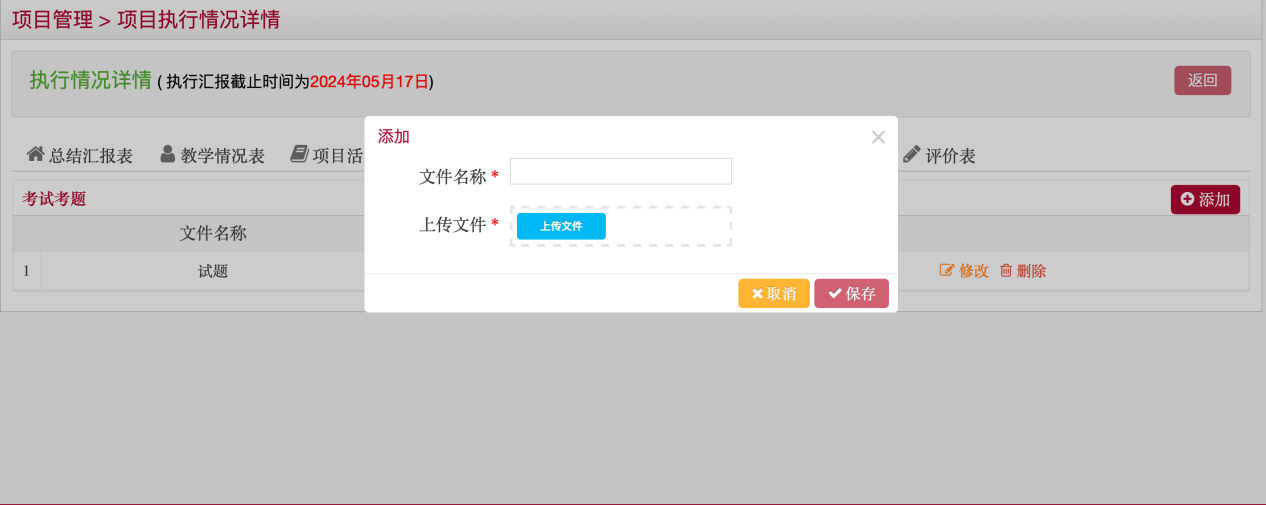 项目管理 > 项目执行情况详情
执行情况详情 ( 执行汇报截止时间为2024年05月17日)
返回
总结汇报表 教学情况表 项目活
评价表
考试考题
添加
文件名称
1 试题
修改 删除
添加
×
文件名称 *
上传文件 *
上传文件
取消
保存